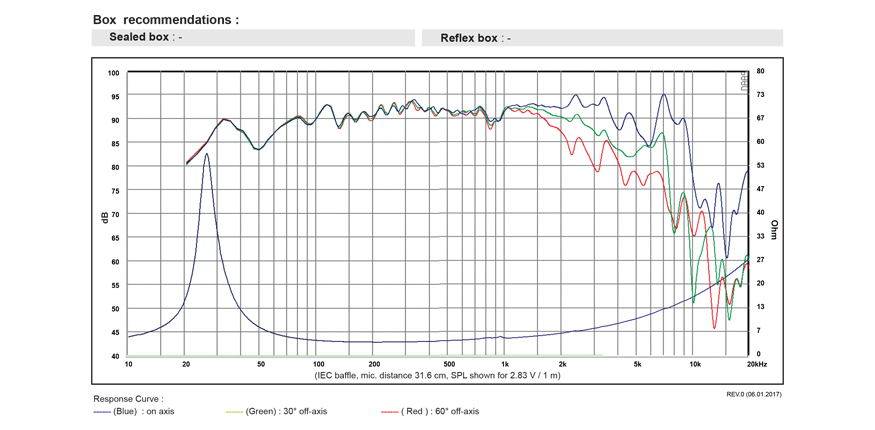 Box recommendations :
Sealed box : -
Reflex box : -
100 95 90 85 80 75 70 65 60 55 50 45 40
dB
80 73 67 60 53 47 40 33 27 20 13 7 0
Ohm
10 20 50 100 200 500 1k 2k 5k 10k 20kHz
(IEC baffle, mic. distance 31.6 cm, SPL shown for 2.83 V / 1 m)
REV.0 (06.01.2017)
Response Curve :
(Blue) : on axis
(Green) : 30° off-axis
( Red ) : 60° off-axis